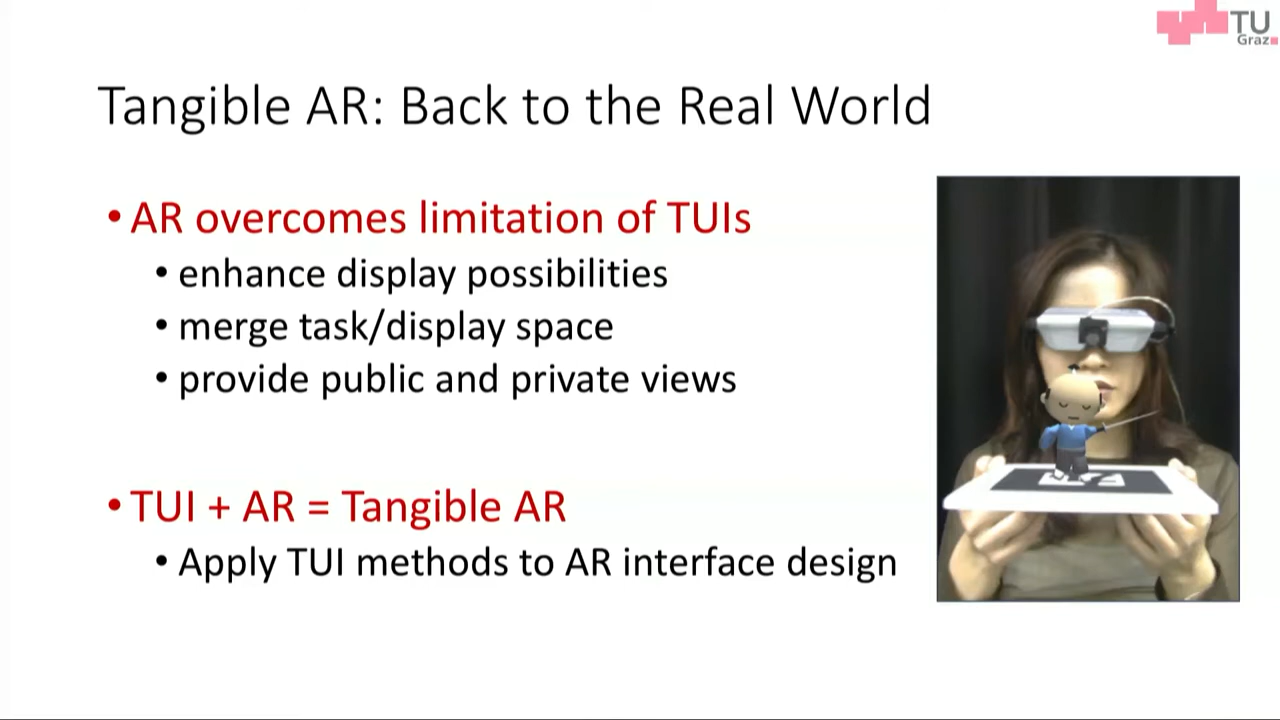 TU
Graz
Tangible AR: Back to the Real World
• AR overcomes limitation of TUIs
• enhance display possibilities
• merge task/display space
• provide public and private views
• TUI + AR = Tangible AR
• Apply TUI methods to AR interface design